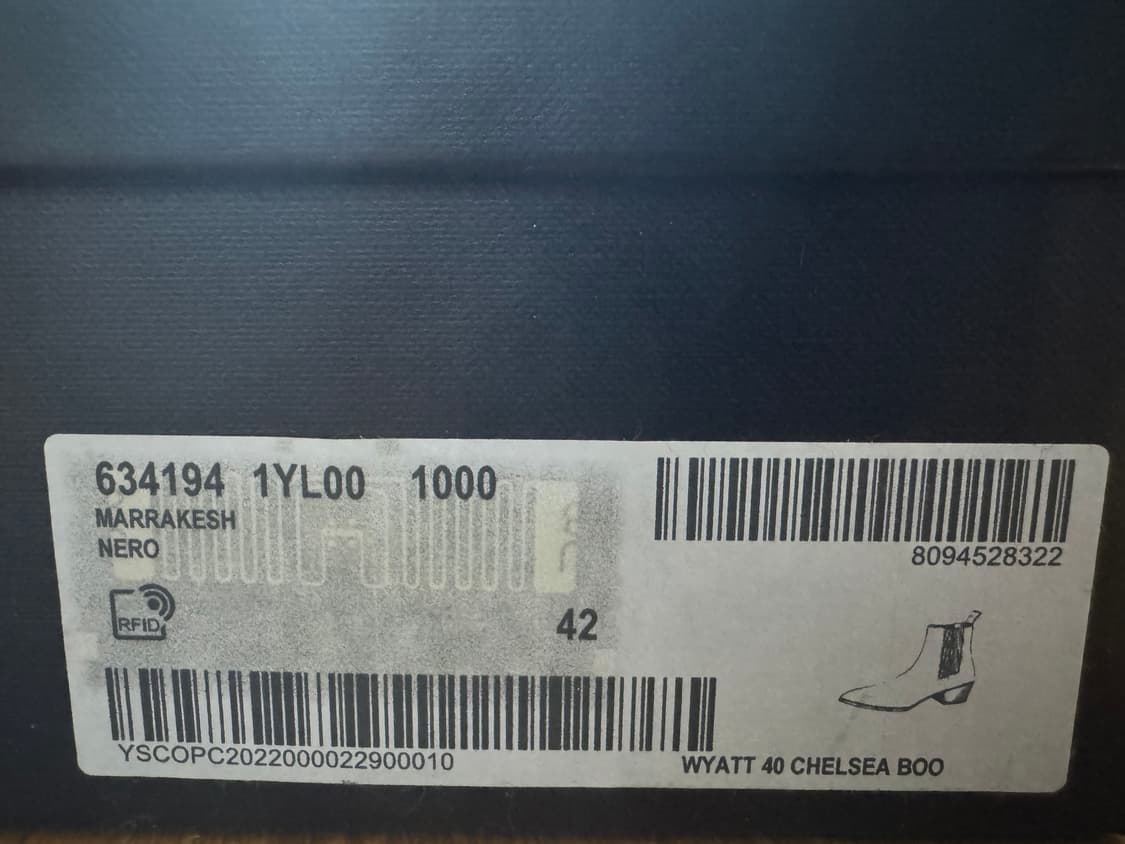 634194 1YL00 1000
MARRAKESH
NERO
RFID
42
YSCOPC2022000022900010
8094528322
WYATT 40 CHELSEA BOO